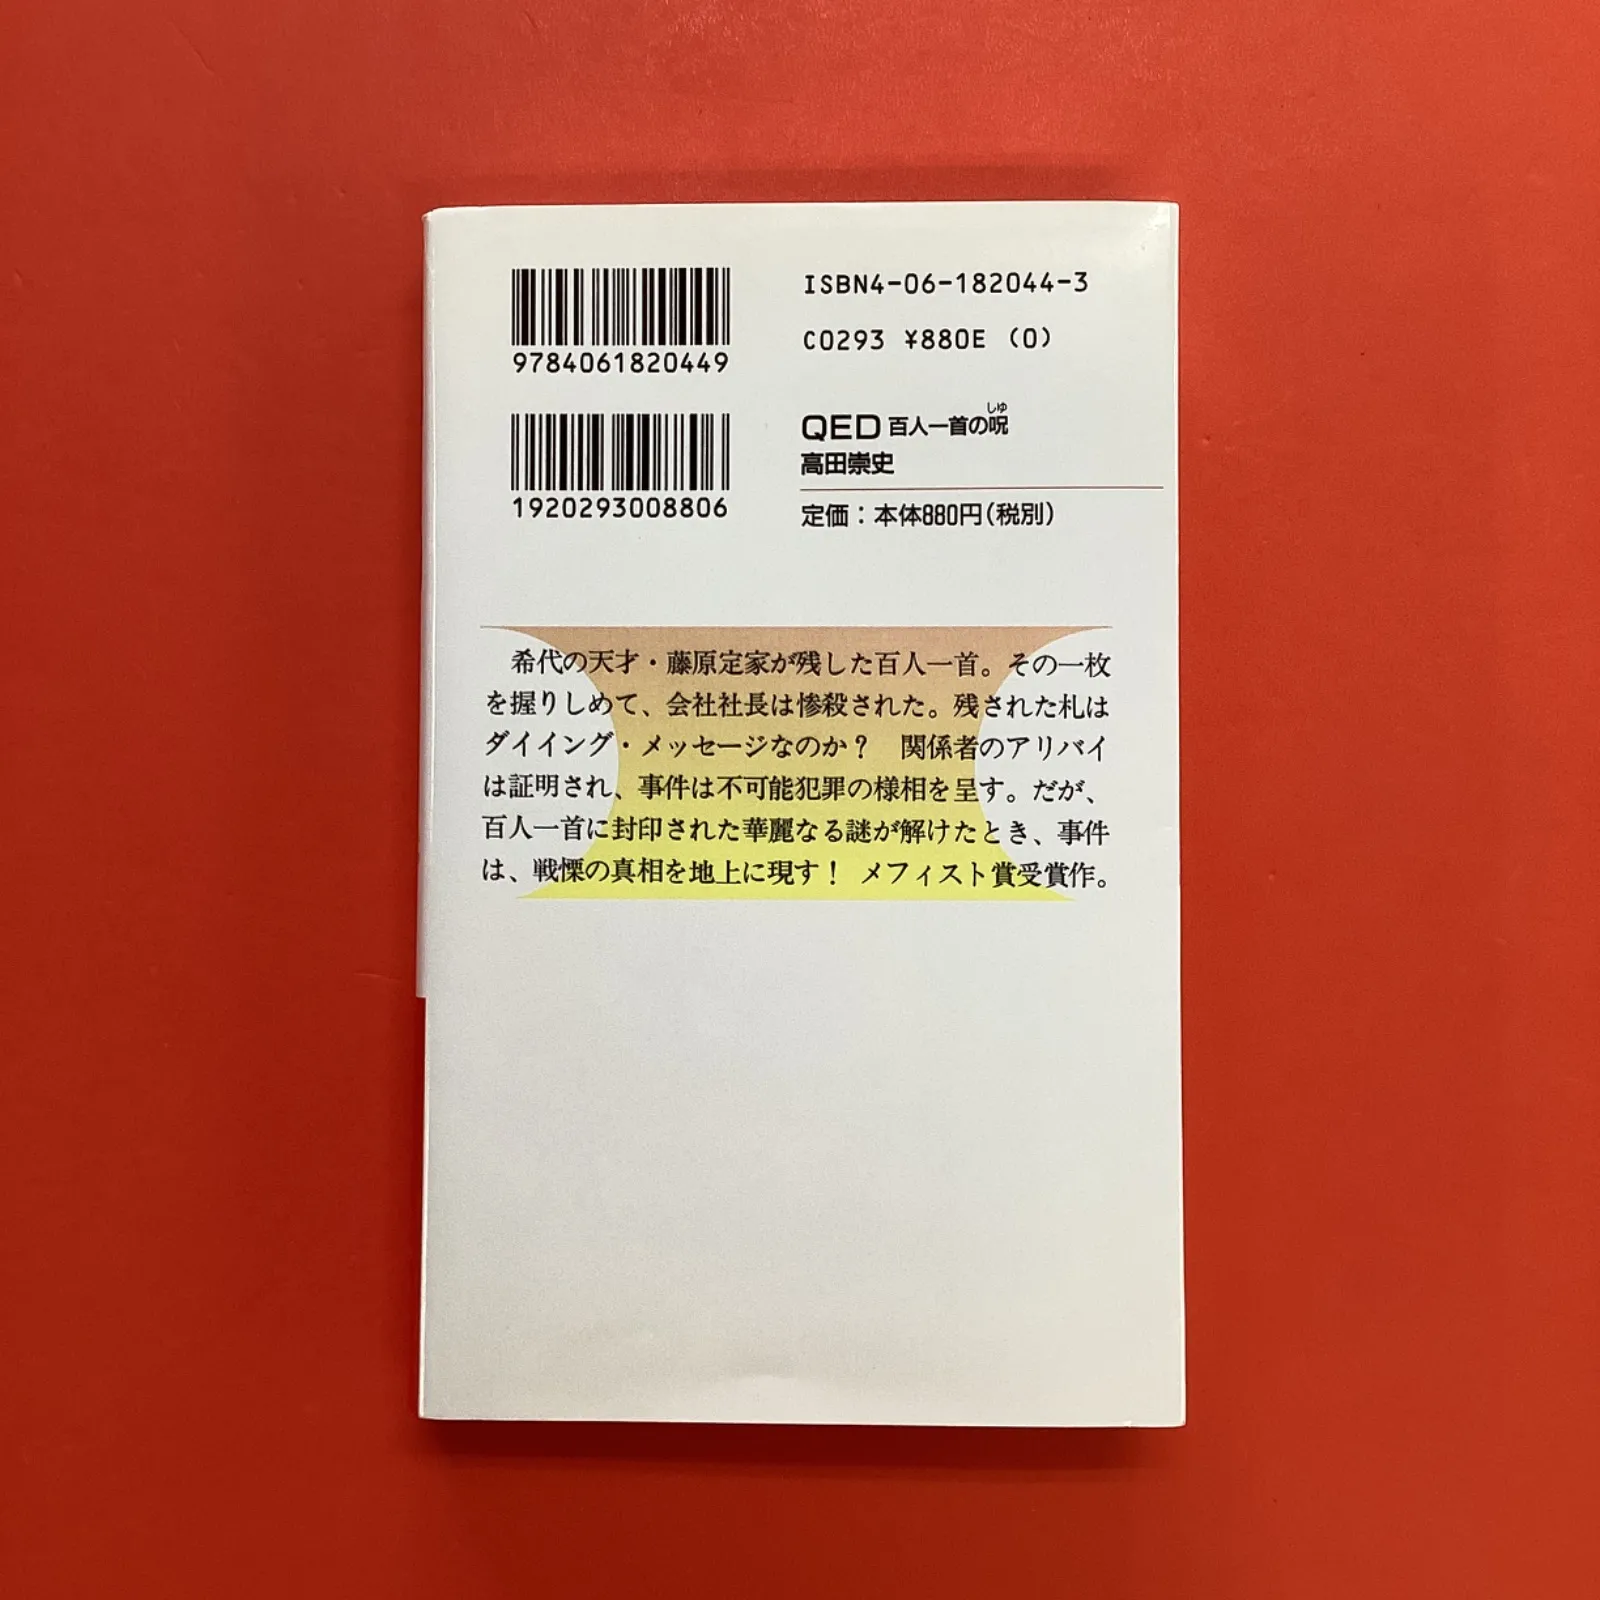 9784061820449
1920293008806
ISBN4-06-182044-3
C0293 ¥880E (0)
しゆ
QED 百人一首の呪
高田崇史
定価：本体880円(税別)
希代の天才・藤原定家が残した百人一首。その一枚
を握りしめて、会社社長は惨殺された。残された札は
ダイイング・メッセージなのか？　関係者のアリバイ
は証明され、事件は不可能犯罪の様相を呈す。だが、
百人一首に封印された華麗なる謎が解けたとき、事件
は、戦慄の真相を地上に現す！　メフィスト賞受賞作。